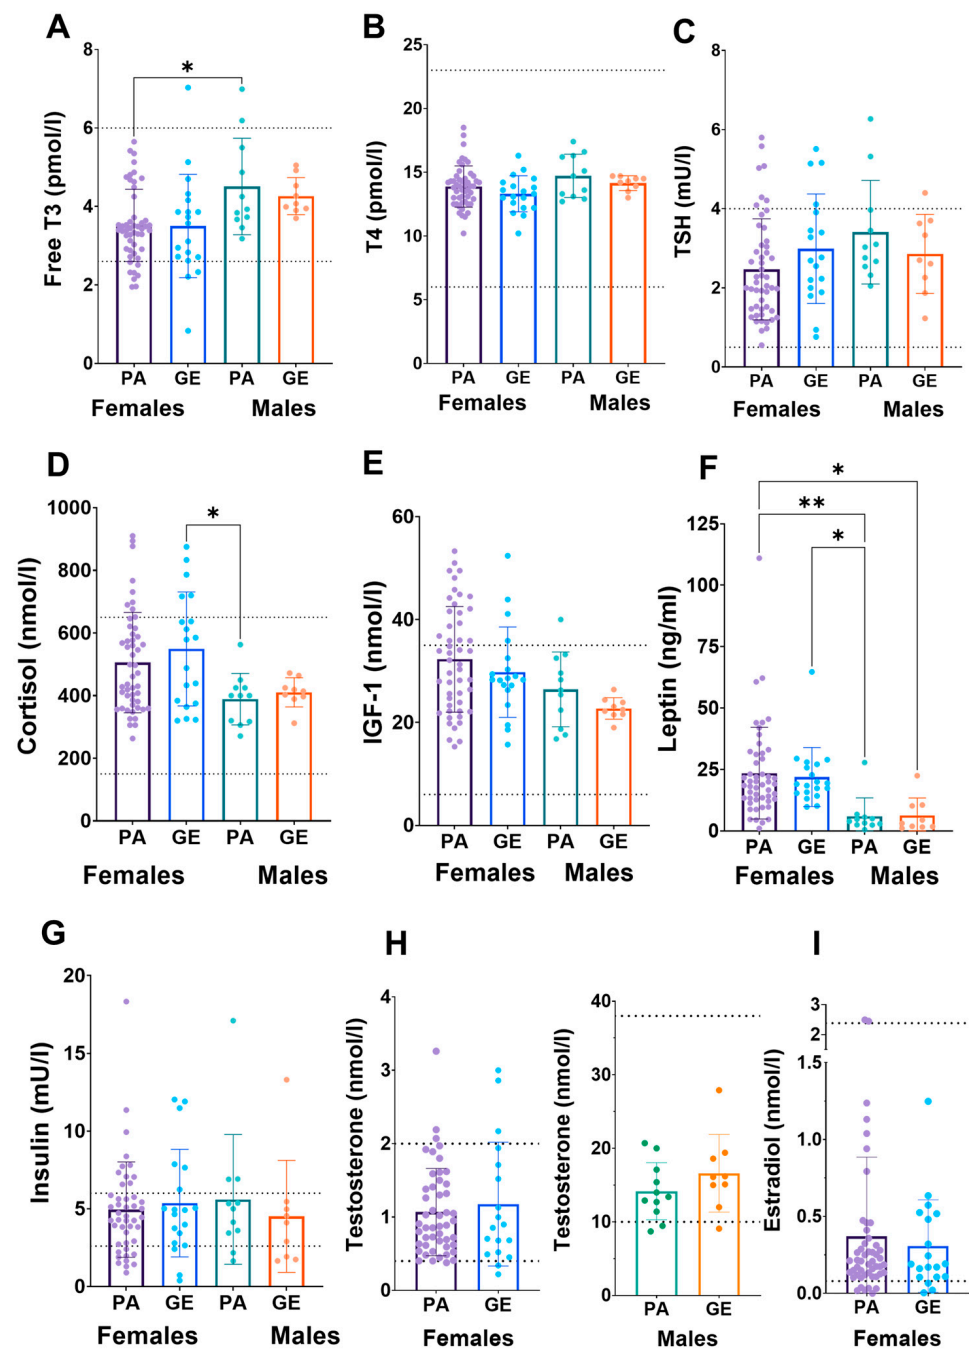 A
Free T3 (pmol/l)
8
6
4
2
0
*
PA GE PA GE
Females Males
B
T4 (pmol/l)
25
20
15
10
5
0
PA GE PA GE
Females Males
C
TSH (mU/l)
8
6
4
2
0
PA GE PA GE
Females Males
D
Cortisol (nmol/l)
1000
800
600
400
200
0
*
PA GE PA GE
Females Males
E
IGF-1 (nmol/l)
60
40
20
0
PA GE PA GE
Females Males
F
Leptin (ng/ml)
125
100
75
50
25
0
*
**
*
PA GE PA GE
Females Males
G
Insulin (mU/l)
20
15
10
5
0
PA GE PA GE
Females Males
H
Testosterone (nmol/l)
4
3
2
1
0
PA GE
Females
Testosterone (nmol/l)
40
30
20
10
0
PA GE
Males
I
Estradiol (nmol/l)
3
2
1.5
1.0
0.5
0.0
PA GE
Females